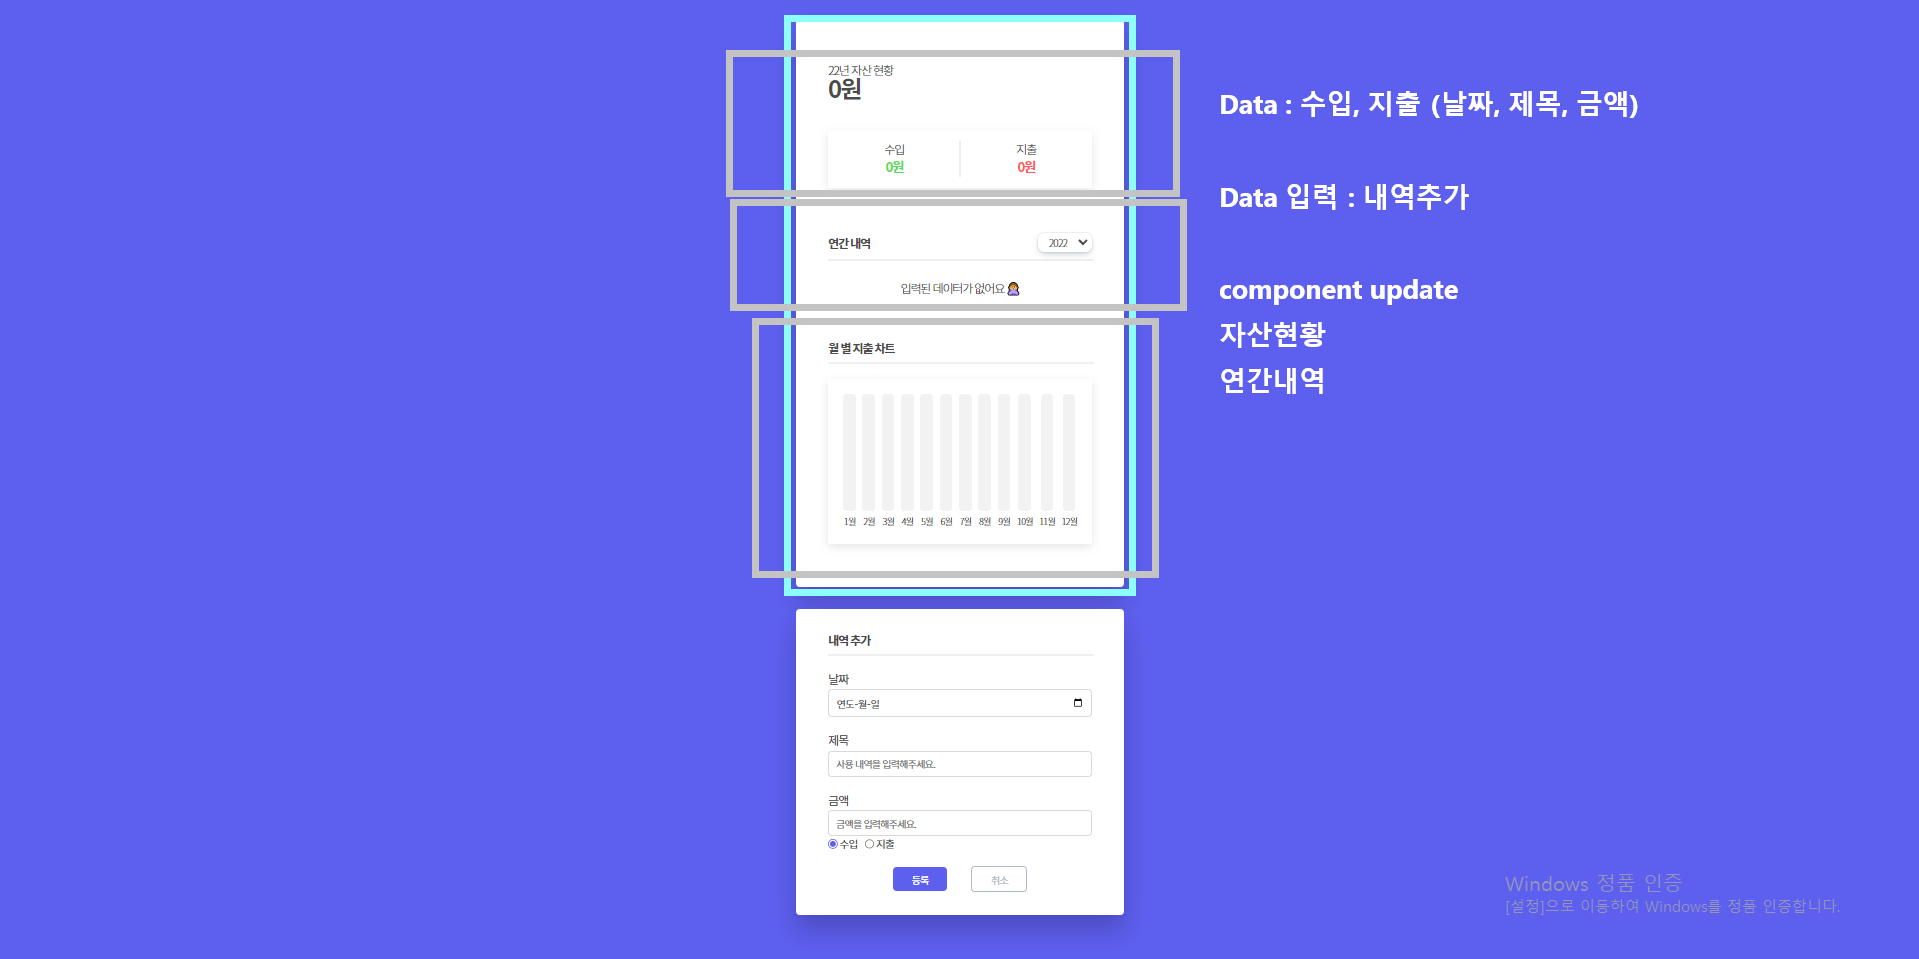 22년 자산 현황
0원
수입 지출
0원 0원
연간 내역 2022
입력된 데이터가 없어요
월 별 지출 차트
1월 2월 3월 4월 5월 6월 7월 8월 9월 10월 11월 12월
내역 추가
날짜
연도-월-일
제목
사용 내역을 입력해주세요.
금액
금액을 입력해주세요.
수입 지출
등록 취소
Data : 수입, 지출 (날짜, 제목, 금액)
Data 입력 : 내역추가
component update
자산현황
연간내역
Windows 정품 인증
[설정]으로 이동하여 Windows를 정품 인증합니다.